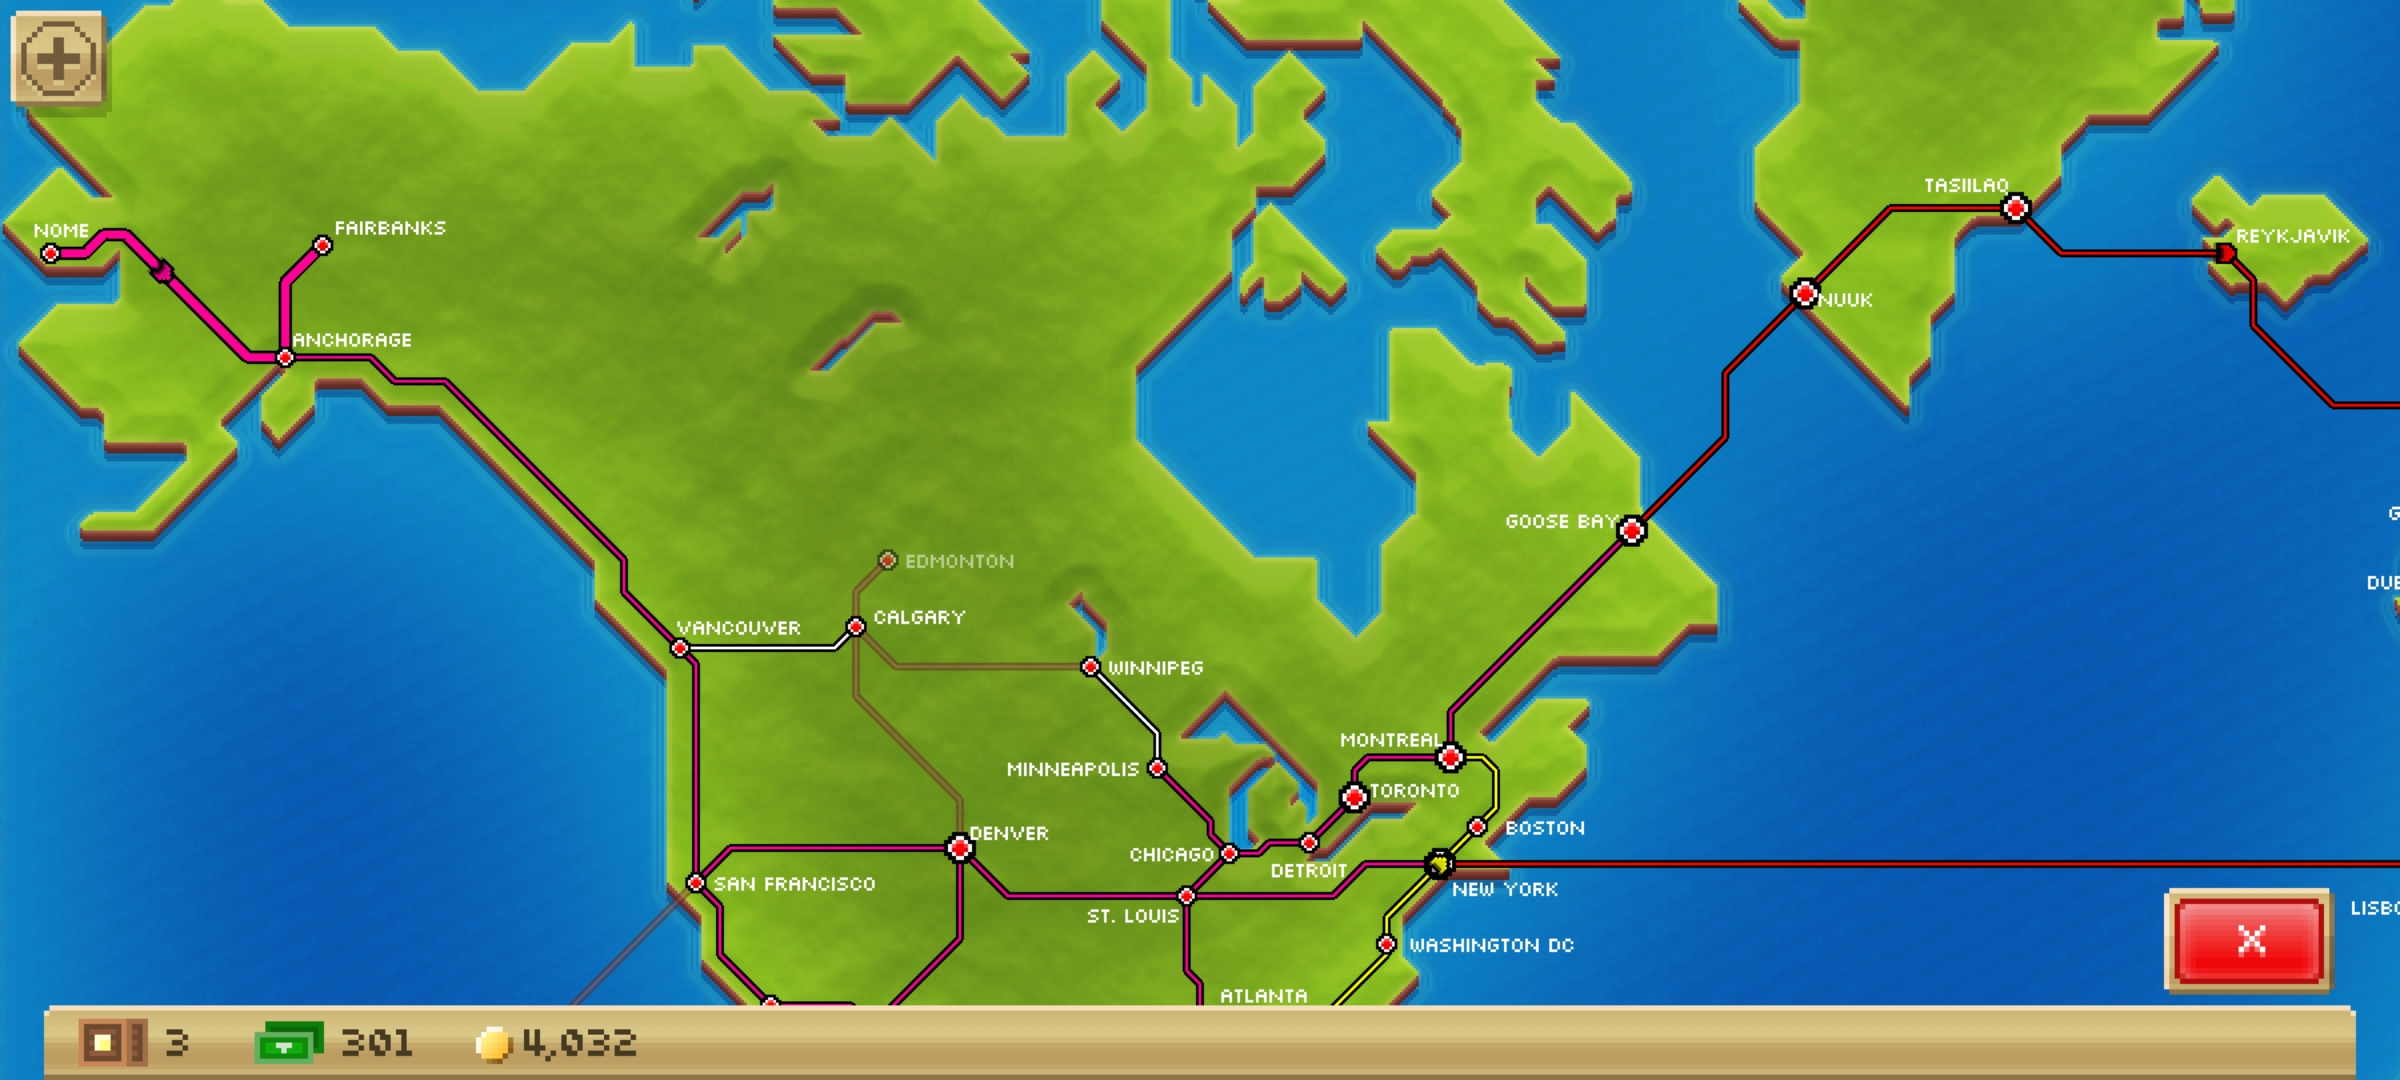 TASIILAQ
NOME
FAIRBANKS
REYKJAVIK
NUUK
ANCHORAGE
GOOSE BAY
EDMONTON
CALGARY
VANCOUVER
WINNIPEG
MONTREAL
MINNEAPOLIS
TORONTO
BOSTON
DENVER
CHICAGO
DETROIT
SAN FRANCISCO
NEW YORK
ST. LOUIS
WASHINGTON DC
ATLANTA
3
301
4,032